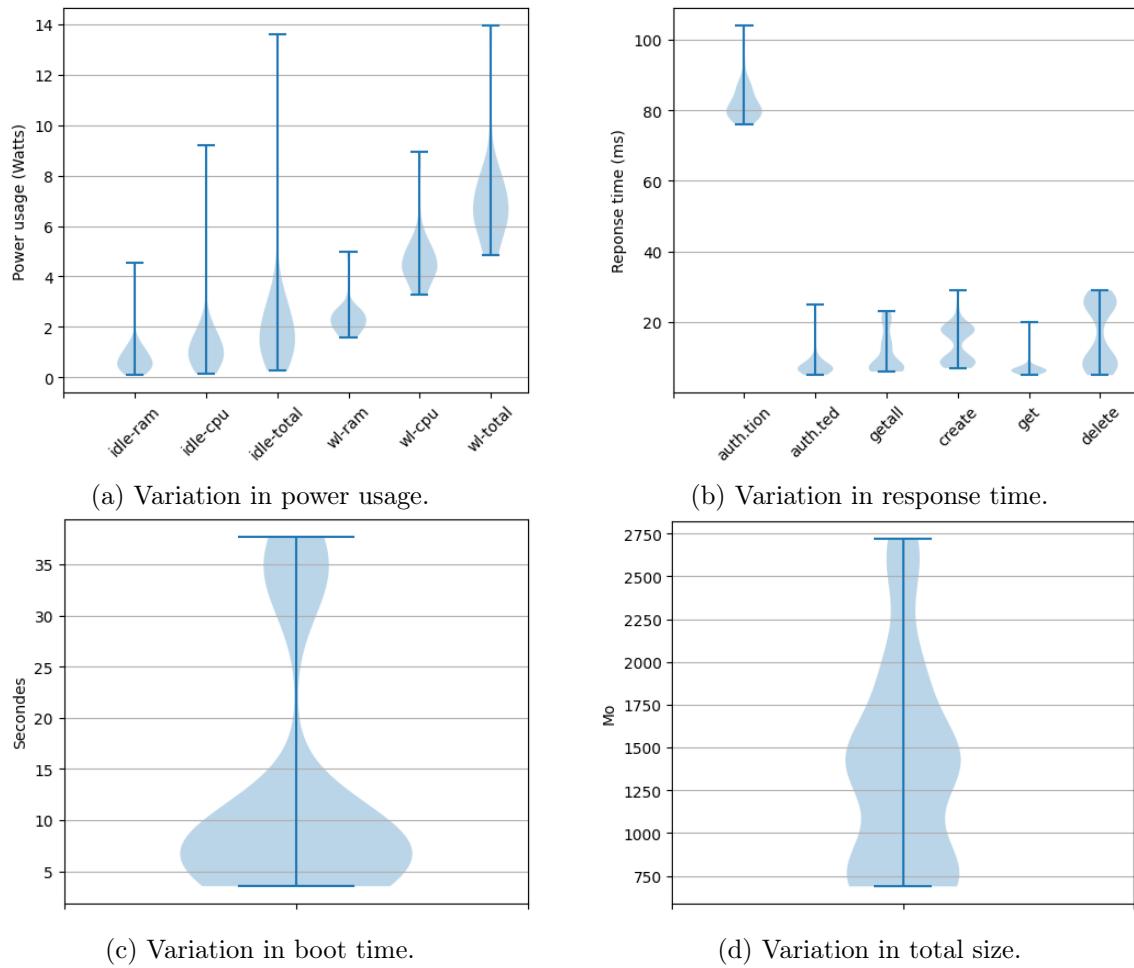 Power usage (Watts)
14
12
10
8
6
4
2
0
idle-ram
idle-cpu
idle-total
wl-ram
wl-cpu
wl-total
(a) Variation in power usage.
Reponse time (ms)
100
80
60
40
20
auth.tion
auth.ted
getall
create
get
delete
(b) Variation in response time.
Secondes
35
30
25
20
15
10
5
(c) Variation in boot time.
Mo
2750
2500
2250
2000
1750
1500
1250
1000
750
(d) Variation in total size.